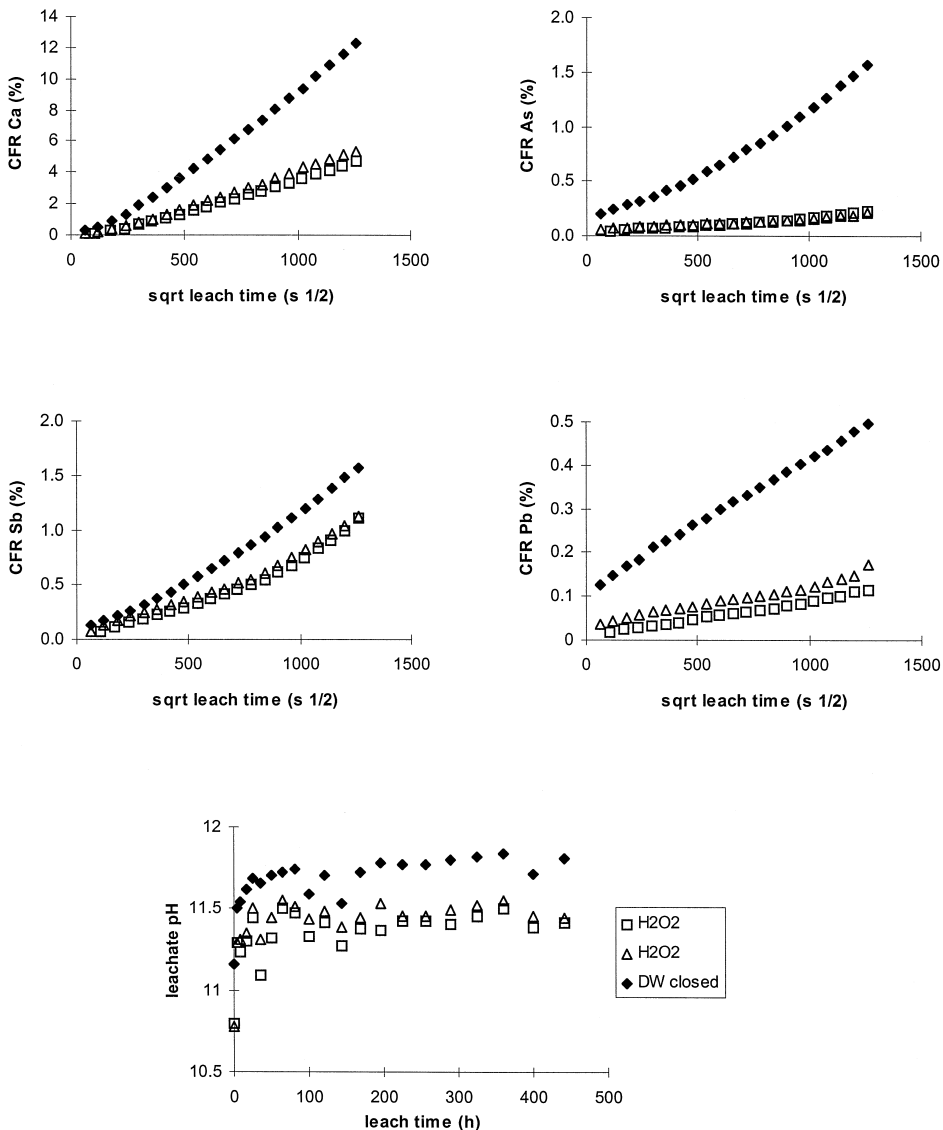 14
12
10
8
6
4
2
0
CFR Ca (%)
0 500 1000 1500
sqrt leach time (s 1/2)
2.0
1.5
1.0
0.5
0.0
CFR As (%)
0 500 1000 1500
sqrt leach time (s 1/2)
2.0
1.5
1.0
0.5
0.0
CFR Sb (%)
0 500 1000 1500
sqrt leach time (s 1/2)
0.5
0.4
0.3
0.2
0.1
0
CFR Pb (%)
0 500 1000 1500
sqrt leach time (s 1/2)
12
11.5
11
10.5
leachate pH
0 100 200 300 400 500
leach time (h)
H2O2
H2O2
DW closed